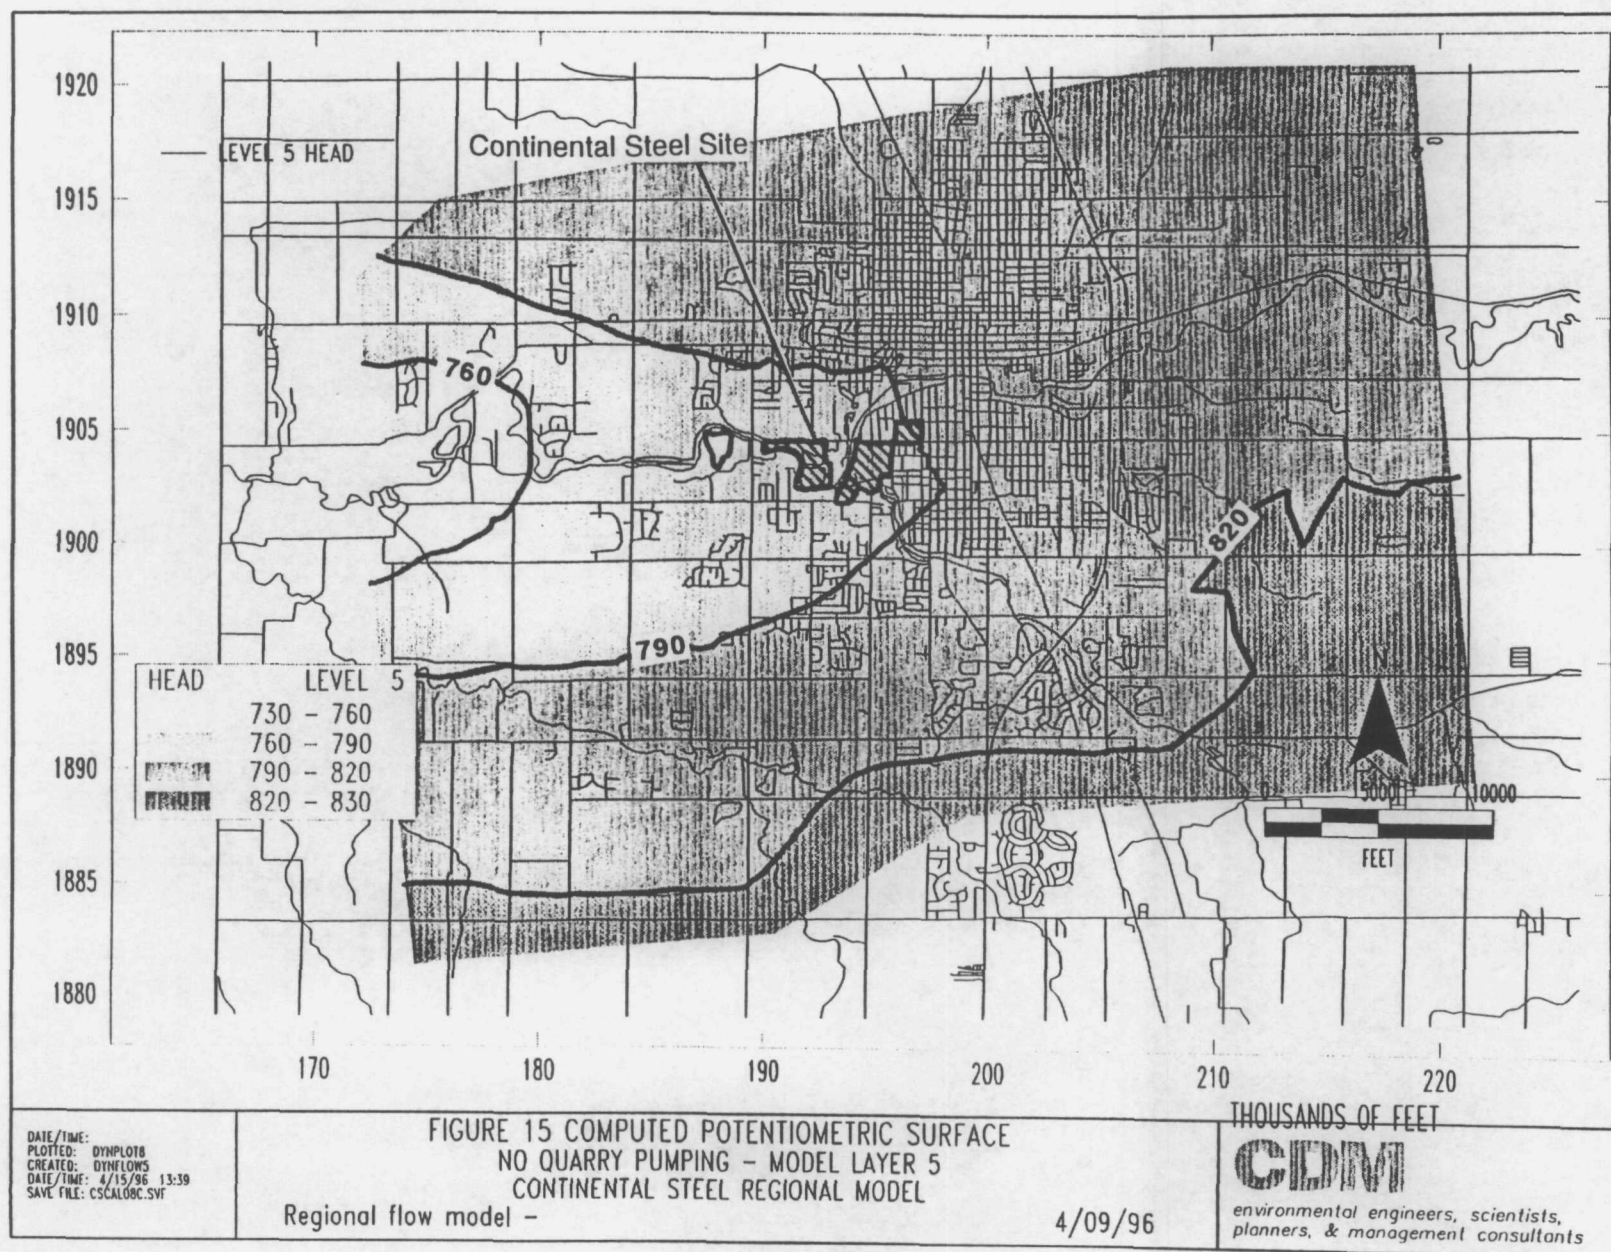 1920
1915
1910
1905
1900
1895
1890
1885
1880
LEVEL 5 HEAD
Continental Steel Site
760
790
820
N
HEAD LEVEL 5
730 - 760
760 - 790
790 - 820
820 - 830
0 5000 10000
FEET
170 180 190 200 210 220
THOUSANDS OF FEET
DATE/TIME:
PLOTTED: DYNPLOT8
CREATED: DYNFLOW5
DATE/TIME: 4/15/96 13:39
SAVE FILE: CSCAL08C.SVF
FIGURE 15 COMPUTED POTENTIOMETRIC SURFACE
NO QUARRY PUMPING - MODEL LAYER 5
CONTINENTAL STEEL REGIONAL MODEL
Regional flow model -
4/09/96
CDM
environmental engineers, scientists,
planners, & management consultants